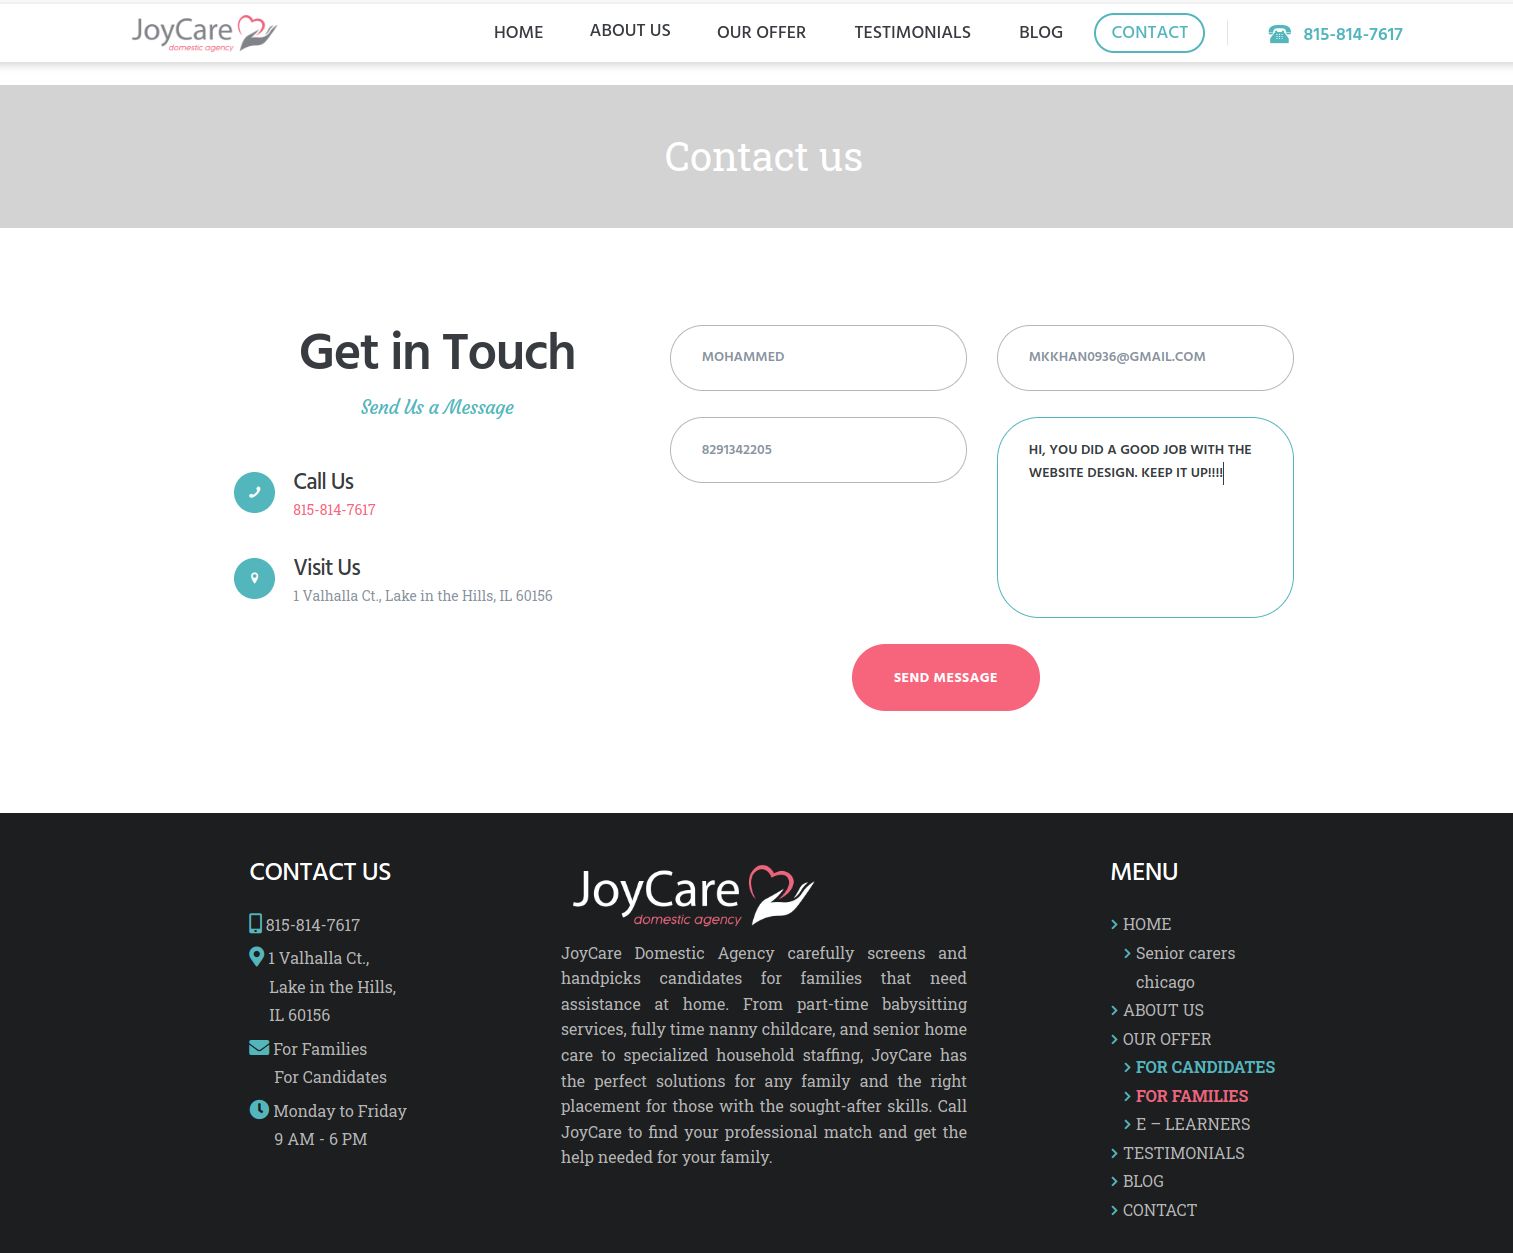 JoyCare
domestic agency
HOME
ABOUT US
OUR OFFER
TESTIMONIALS
BLOG
CONTACT
815-814-7617
Contact us
Get in Touch
Send Us a Message
Call Us
815-814-7617
Visit Us
1 Valhalla Ct., Lake in the Hills, IL 60156
MOHAMMED
MKKHAN0936@GMAIL.COM
8291342205
HI, YOU DID A GOOD JOB WITH THE
WEBSITE DESIGN. KEEP IT UP!!!!
SEND MESSAGE
CONTACT US
815-814-7617
1 Valhalla Ct.,
Lake in the Hills,
IL 60156
For Families
For Candidates
Monday to Friday
9 AM - 6 PM
JoyCare
domestic agency
JoyCare Domestic Agency carefully screens and
handpicks candidates for families that need
assistance at home. From part-time babysitting
services, fully time nanny childcare, and senior home
care to specialized household staffing, JoyCare has
the perfect solutions for any family and the right
placement for those with the sought-after skills. Call
JoyCare to find your professional match and get the
help needed for your family.
MENU
HOME
Senior carers
chicago
ABOUT US
OUR OFFER
FOR CANDIDATES
FOR FAMILIES
E – LEARNERS
TESTIMONIALS
BLOG
CONTACT